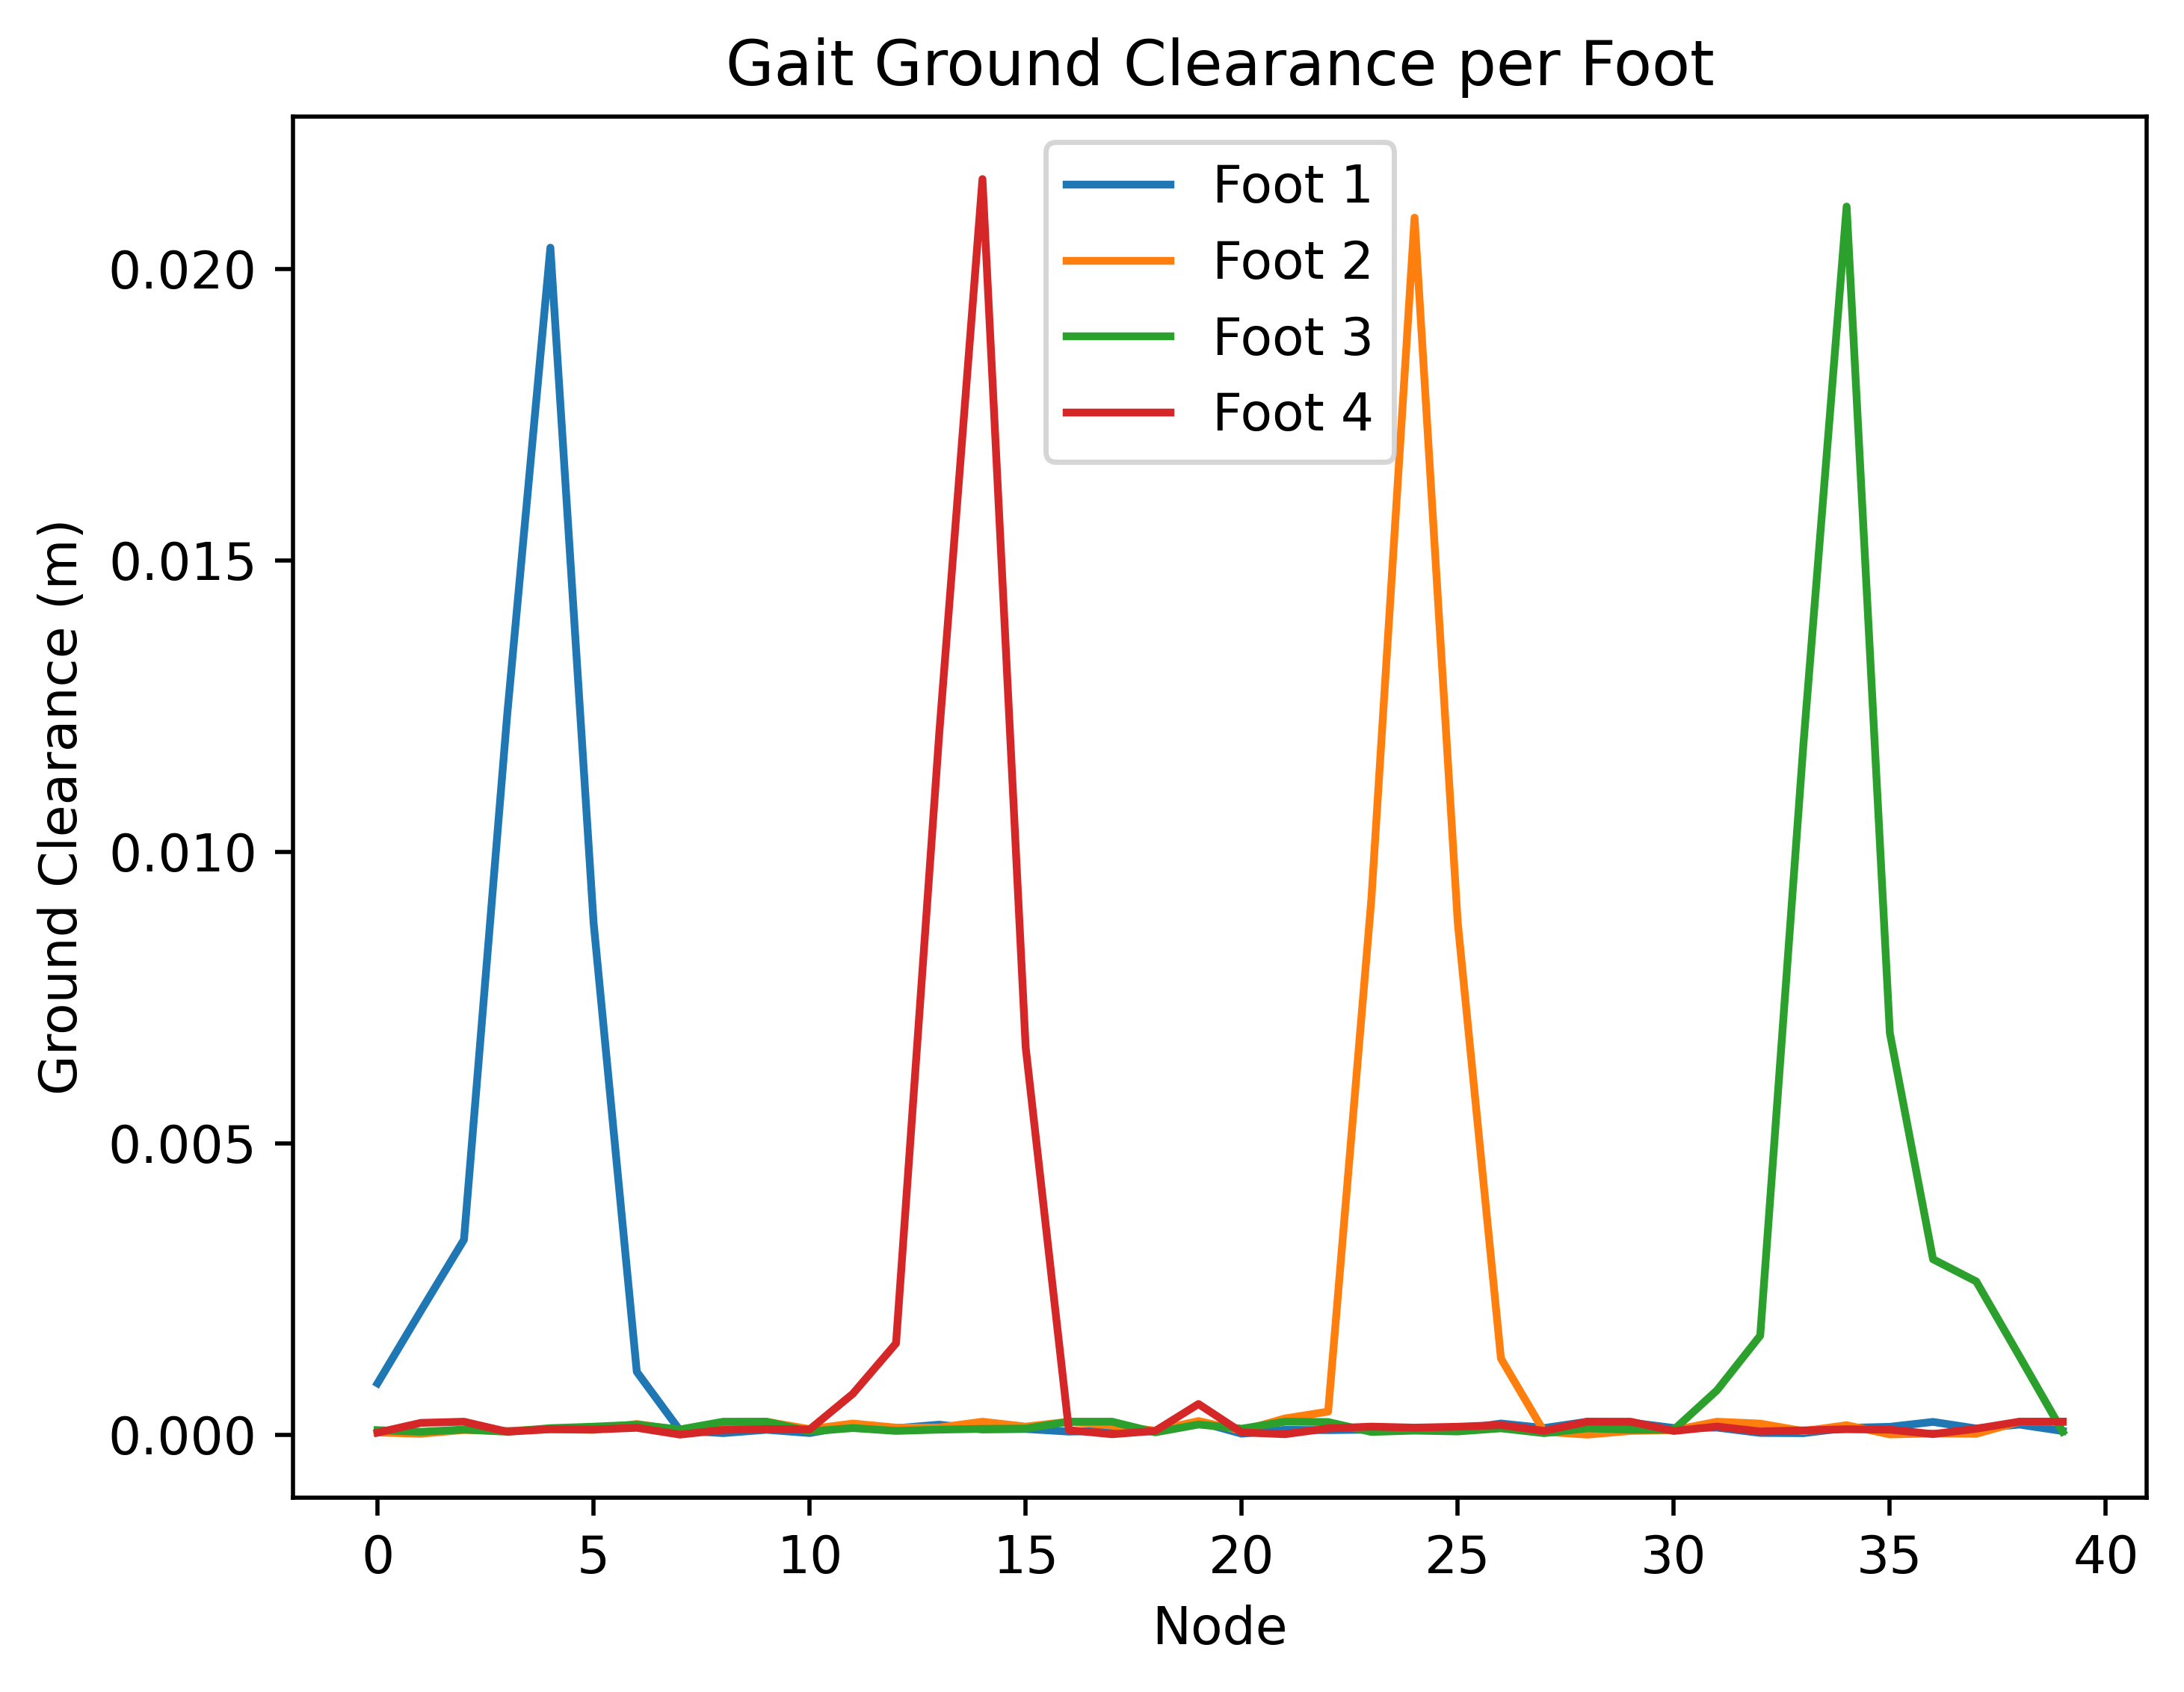 Gait Ground Clearance per Foot
Foot 1
Foot 2
Foot 3
Foot 4
Ground Clearance (m)
0.020
0.015
0.010
0.005
0.000
0 5 10 15 20 25 30 35 40
Node